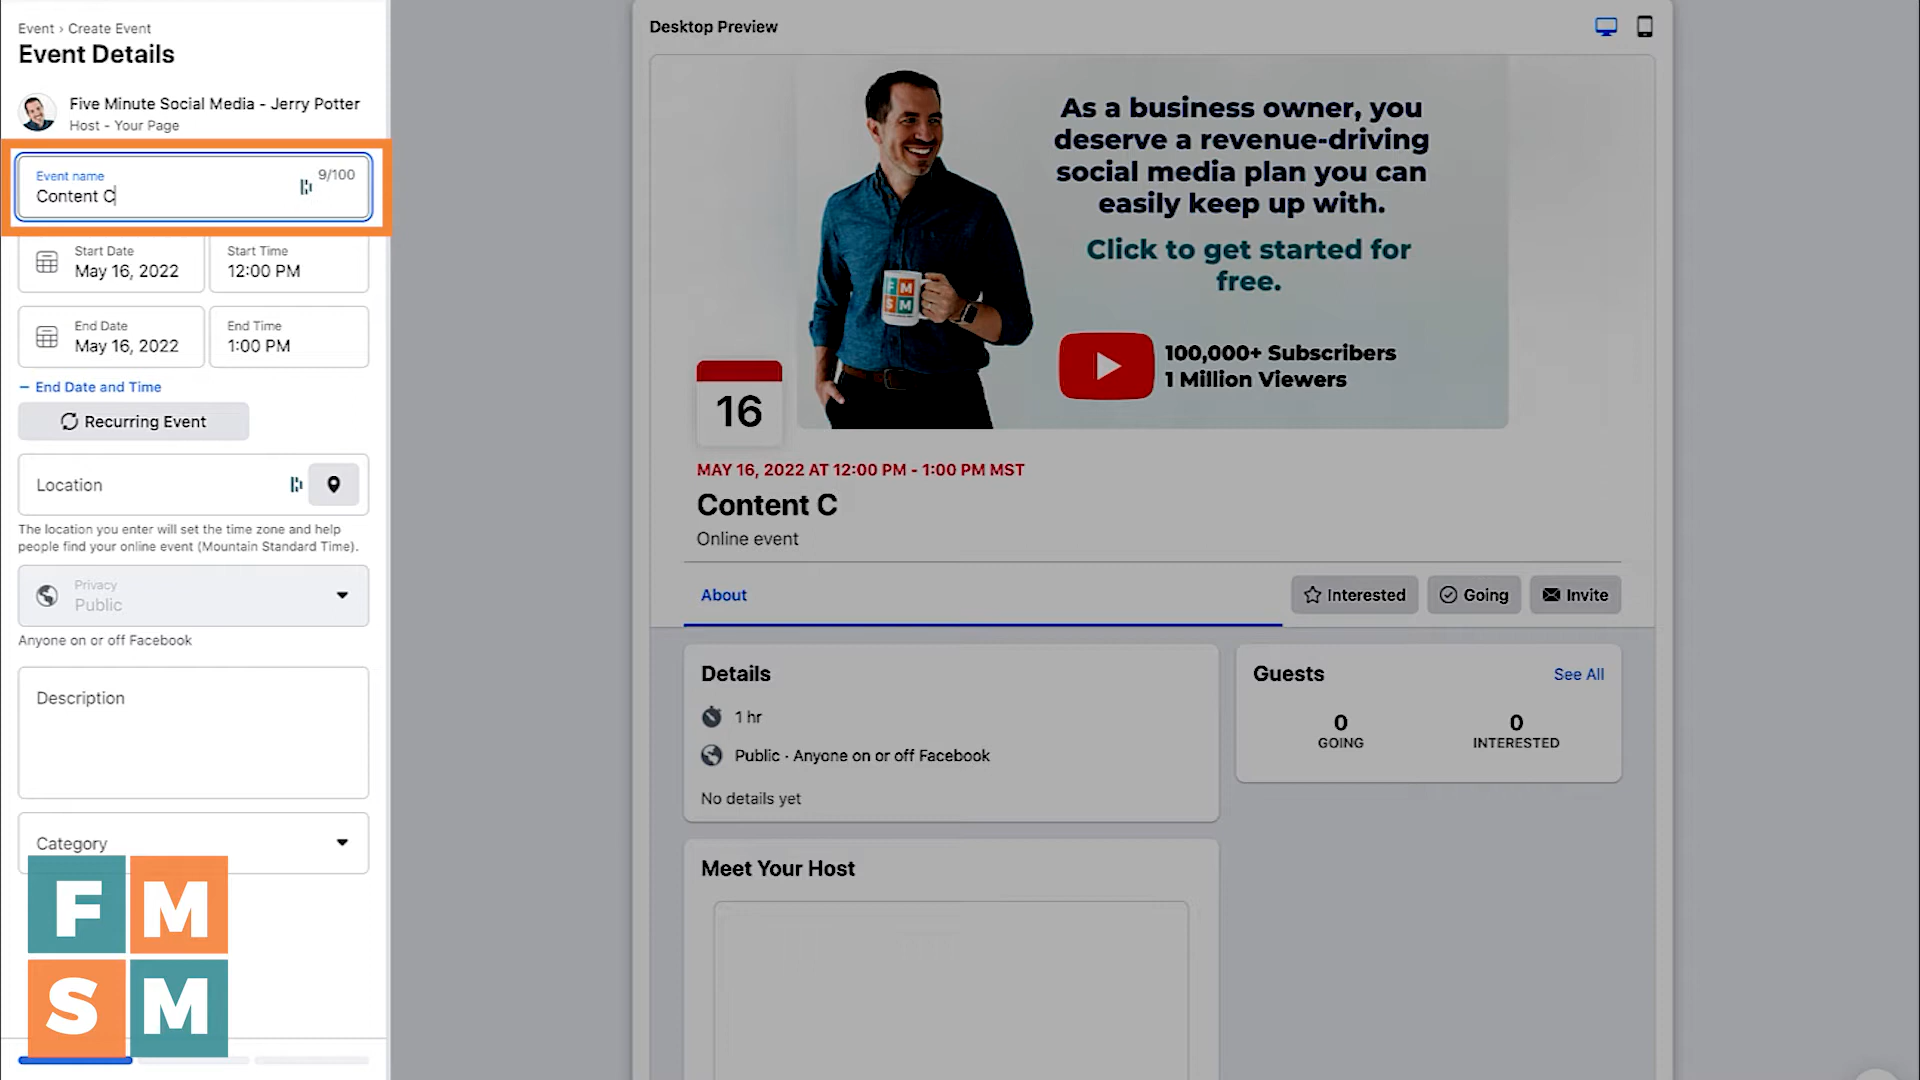 Event › Create Event
Event Details
Five Minute Social Media - Jerry Potter
Host - Your Page
Event name
9/100
Content C
Start Date
May 16, 2022
Start Time
12:00 PM
End Date
May 16, 2022
End Time
1:00 PM
− End Date and Time
Recurring Event
Location
The location you enter will set the time zone and help
people find your online event (Mountain Standard Time).
Privacy
Public
Anyone on or off Facebook
Description
Category
F M
S M
Desktop Preview
As a business owner, you
deserve a revenue-driving
social media plan you can
easily keep up with.
Click to get started for
free.
F M
S M
100,000+ Subscribers
1 Million Viewers
16
MAY 16, 2022 AT 12:00 PM - 1:00 PM MST
Content C
Online event
About
Interested
Going
Invite
Details
1 hr
Public · Anyone on or off Facebook
No details yet
Guests
See All
0
GOING
0
INTERESTED
Meet Your Host